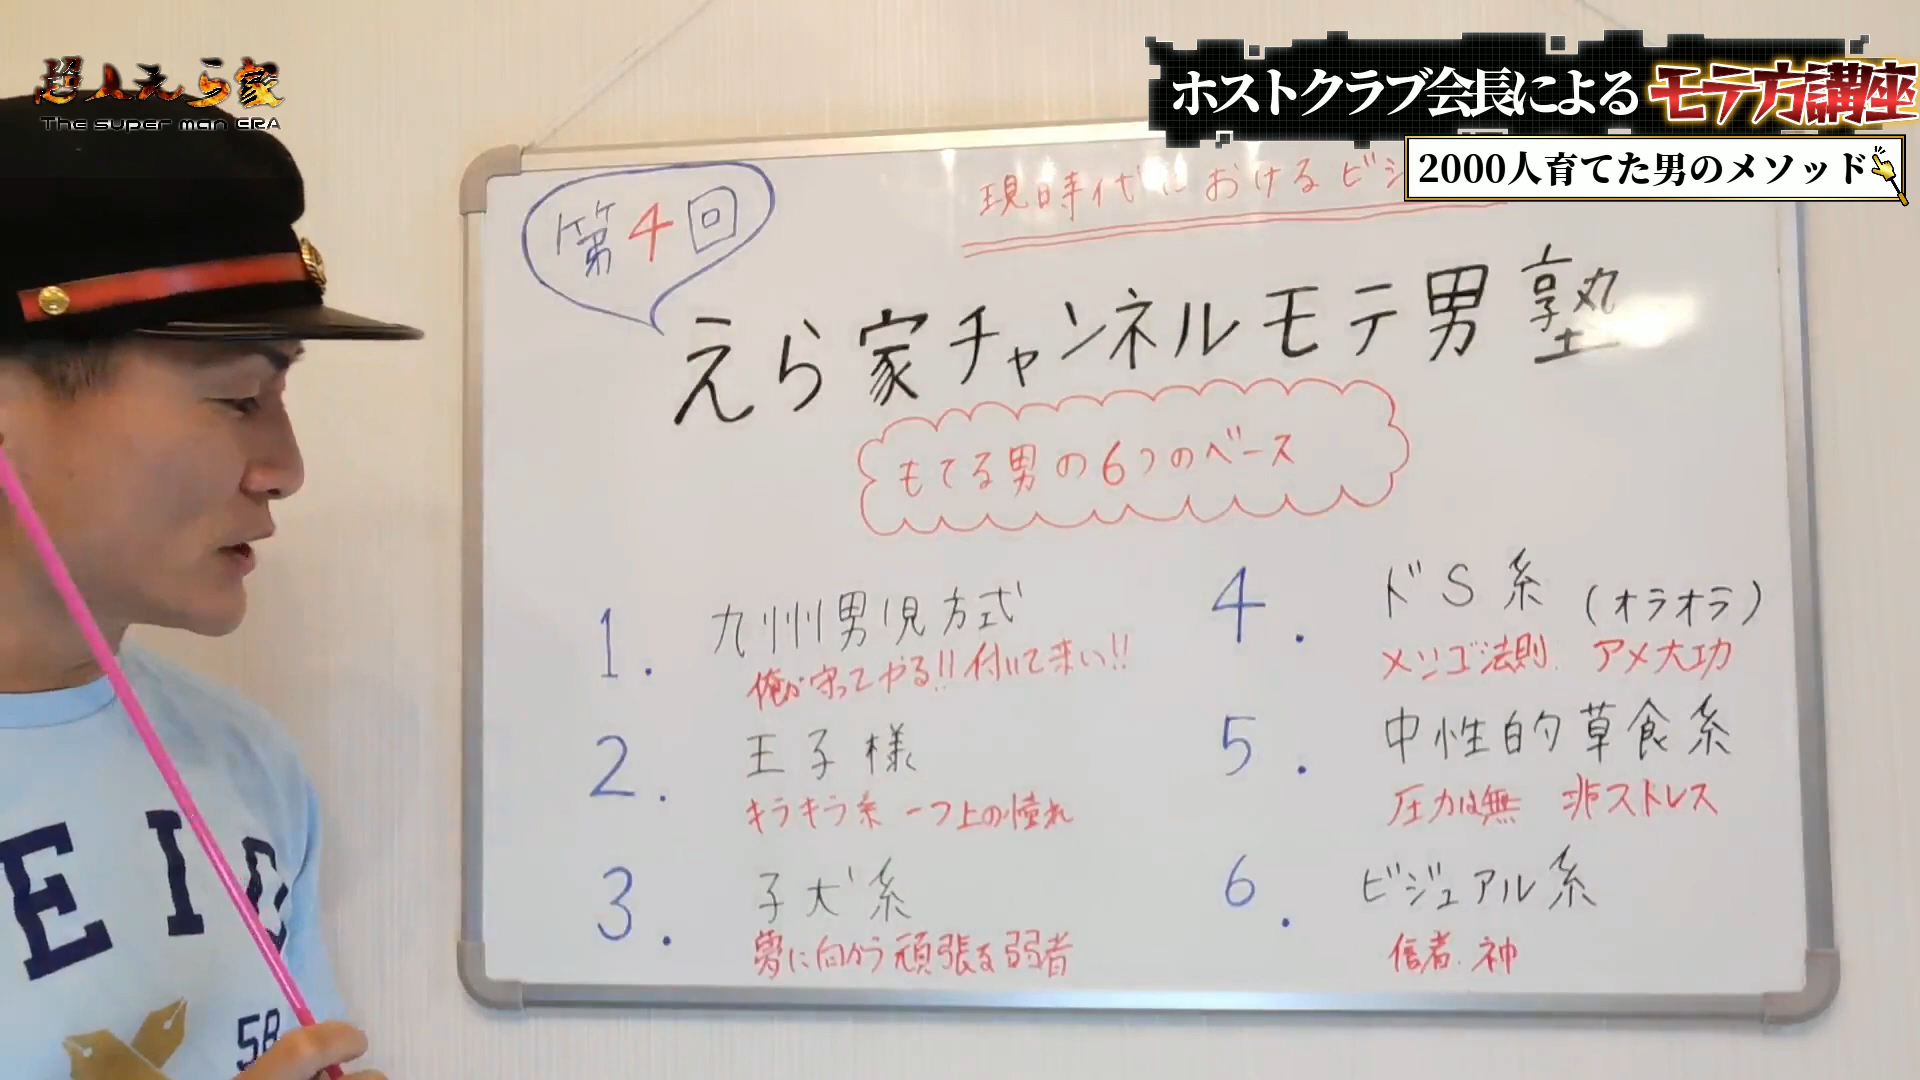 超人えら家
The super man ERA
ホストクラブ会長による モテ方講座
2000人育てた男のメソッド
現時代におけるビジ
第4回
えら家チャンネルモテ男塾
もてる男の6つのベース
1. 九州男児方式
俺が守ってやる!!付いて来い!!
2. 王子様
キラキラ系 一つ上の憧れ
3. 子犬系
夢に向かう頑張る弱者
4. ドS系 (オラオラ)
メンゴ法則. アメ大功
5. 中性的草食系
圧力は無 非ストレス
6. ビジュアル系
信者.神
EIG
58